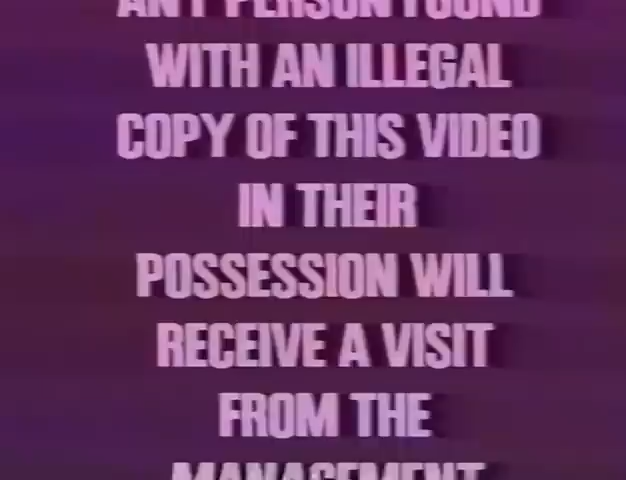 ANY PERSON FOUND
WITH AN ILLEGAL
COPY OF THIS VIDEO
IN THEIR
POSSESSION WILL
RECEIVE A VISIT
FROM THE
MANAGEMENT